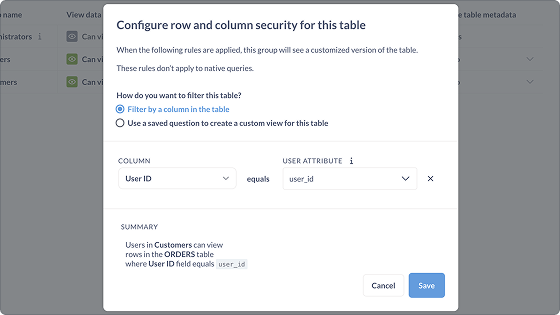 n name
View data
le table metadata
nistrators i
Can vi
ers
Can vi
mers
Can vi
Configure row and column security for this table
When the following rules are applied, this group will see a customized version of the table.
These rules don't apply to native queries.
How do you want to filter this table?
Filter by a column in the table
Use a saved question to create a custom view for this table
COLUMN
USER ATTRIBUTE i
User ID
equals
user_id
SUMMARY
Users in Customers can view
rows in the ORDERS table
where User ID field equals user_id
Cancel
Save